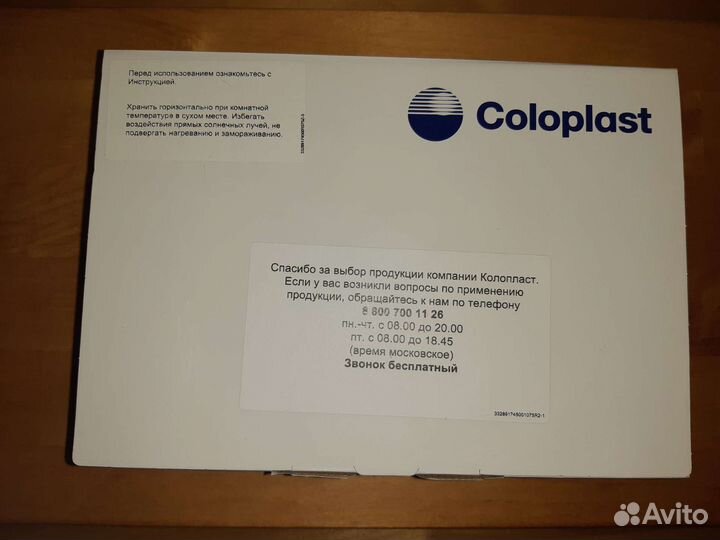 Перед использованием ознакомьтесь с
Инструкцией.
Хранить горизонтально при комнатной
температуре в сухом месте. Избегать
воздействия прямых солнечных лучей, не
подвергать нагреванию и замораживанию.
Coloplast
Спасибо за выбор продукции компании Колопласт.
Если у вас возникли вопросы по применению
продукции, обращайтесь к нам по телефону
8 800 700 11 26
пн.-чт. с 08.00 до 20.00
пт. с 08.00 до 18.45
(время московское)
Звонок бесплатный
Avito